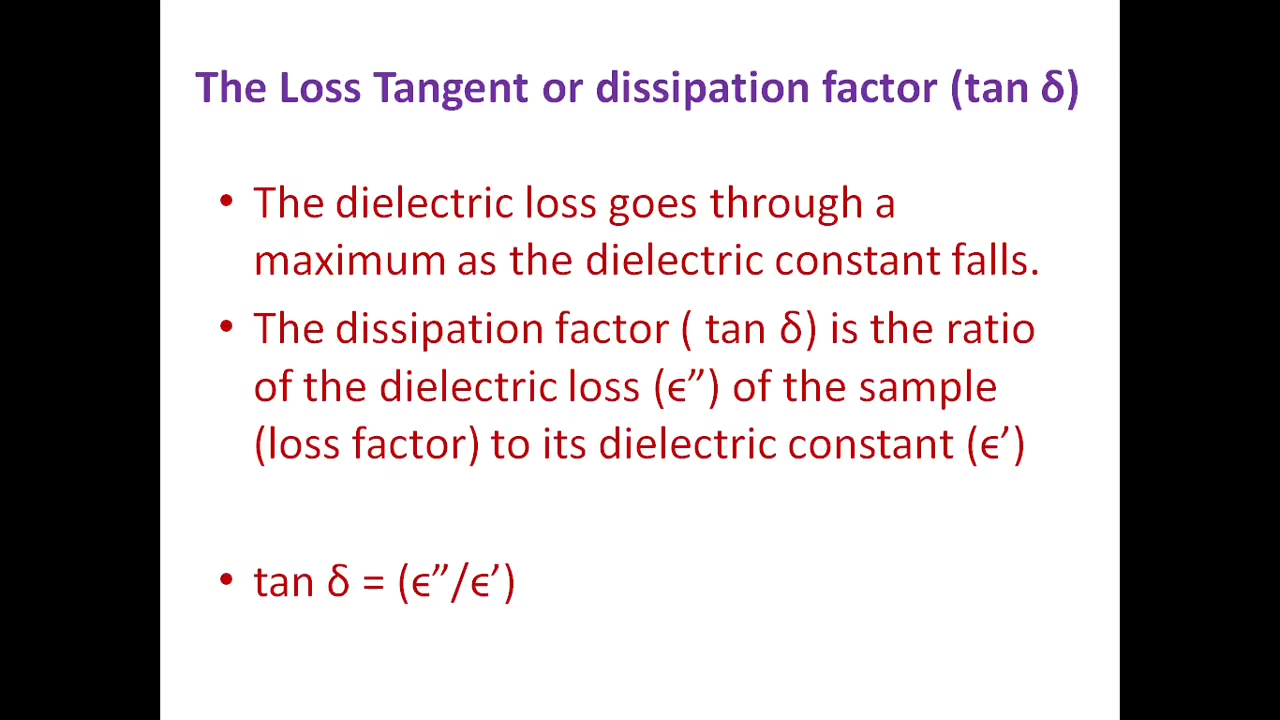 The Loss Tangent or dissipation factor (tan δ)
• The dielectric loss goes through a
maximum as the dielectric constant falls.
• The dissipation factor ( tan δ) is the ratio
of the dielectric loss (ϵ”) of the sample
(loss factor) to its dielectric constant (ϵ’)
• tan δ = (ϵ”/ϵ’)